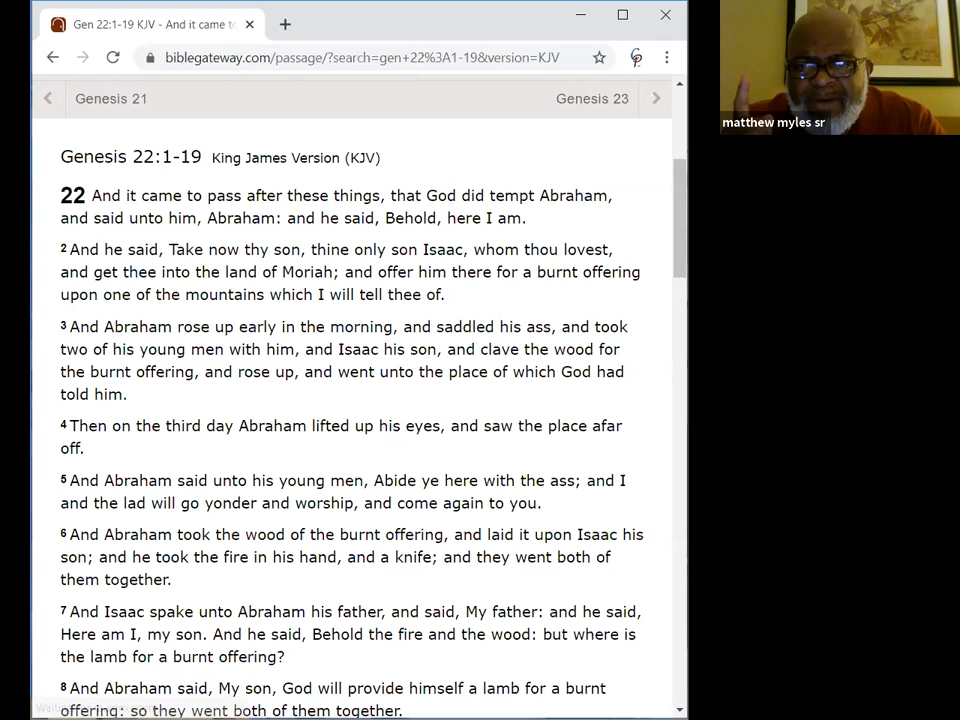 Gen 22:1-19 KJV - And it came to
biblegateway.com/passage/?search=gen+22%3A1-19&version=KJV
Genesis 21
Genesis 23
Genesis 22:1-19 King James Version (KJV)
22 And it came to pass after these things, that God did tempt Abraham,
and said unto him, Abraham: and he said, Behold, here I am.
2 And he said, Take now thy son, thine only son Isaac, whom thou lovest,
and get thee into the land of Moriah; and offer him there for a burnt offering
upon one of the mountains which I will tell thee of.
3 And Abraham rose up early in the morning, and saddled his ass, and took
two of his young men with him, and Isaac his son, and clave the wood for
the burnt offering, and rose up, and went unto the place of which God had
told him.
4 Then on the third day Abraham lifted up his eyes, and saw the place afar
off.
5 And Abraham said unto his young men, Abide ye here with the ass; and I
and the lad will go yonder and worship, and come again to you.
6 And Abraham took the wood of the burnt offering, and laid it upon Isaac his
son; and he took the fire in his hand, and a knife; and they went both of
them together.
7 And Isaac spake unto Abraham his father, and said, My father: and he said,
Here am I, my son. And he said, Behold the fire and the wood: but where is
the lamb for a burnt offering?
8 And Abraham said, My son, God will provide himself a lamb for a burnt
offering: so they went both of them together.
matthew myles sr